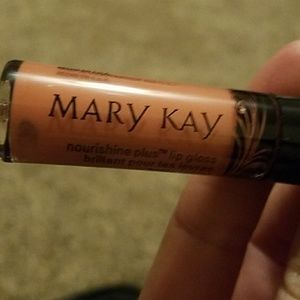 MARY KAY
nourishine plus™ lip gloss
brillant pour les lèvres